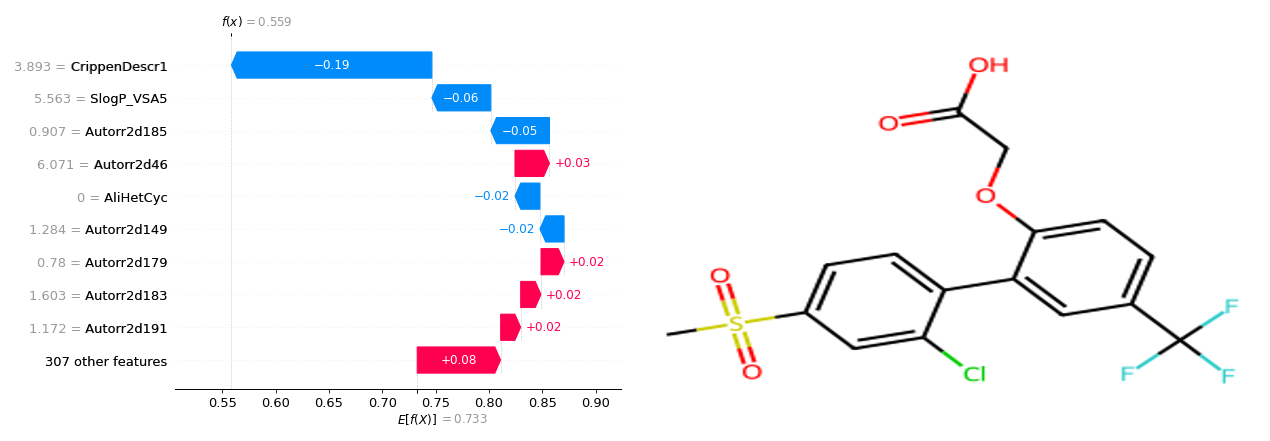 f(x) = 0.559
3.893 = CrippenDescr1
−0.19
5.563 = SlogP_VSA5
−0.06
0.907 = Autorr2d185
−0.05
6.071 = Autorr2d46
+0.03
0 = AliHetCyc
−0.02
1.284 = Autorr2d149
−0.02
0.78 = Autorr2d179
+0.02
1.603 = Autorr2d183
+0.02
1.172 = Autorr2d191
+0.02
307 other features
+0.08
0.55 0.60 0.65 0.70 0.75 0.80 0.85 0.90
E[f(X)] = 0.733
OH
O
O
O
S
O
Cl
F
F
F